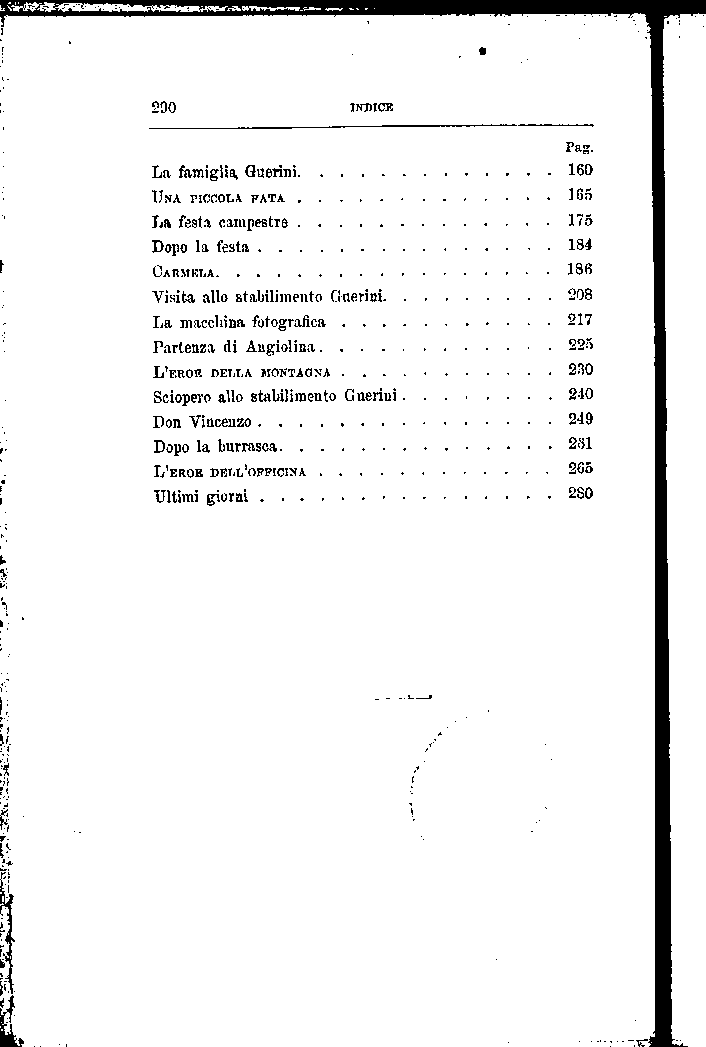 290 INDICE
Pag.
La famiglia Guerini. . . . . . . . . . . . . 160
UNA PICCOLA FATA . . . . . . . . . . . . . 165
La festa campestre . . . . . . . . . . . . . 175
Dopo la festa . . . . . . . . . . . . . . . 184
CARMELA. . . . . . . . . . . . . . . . . 186
Visita allo stabilimento Guerini. . . . . . . . . 208
La macchina fotografica . . . . . . . . . . . 217
Partenza di Angiolina. . . . . . . . . . . . 225
L'EROE DELLA MONTAGNA . . . . . . . . . . . 230
Sciopero allo stabilimento Guerini . . . . . . . . 240
Don Vincenzo . . . . . . . . . . . . . . . 249
Dopo la burrasca. . . . . . . . . . . . . . 261
L'EROE DELL'OFFICINA . . . . . . . . . . . . 265
Ultimi giorni . . . . . . . . . . . . . . . 280